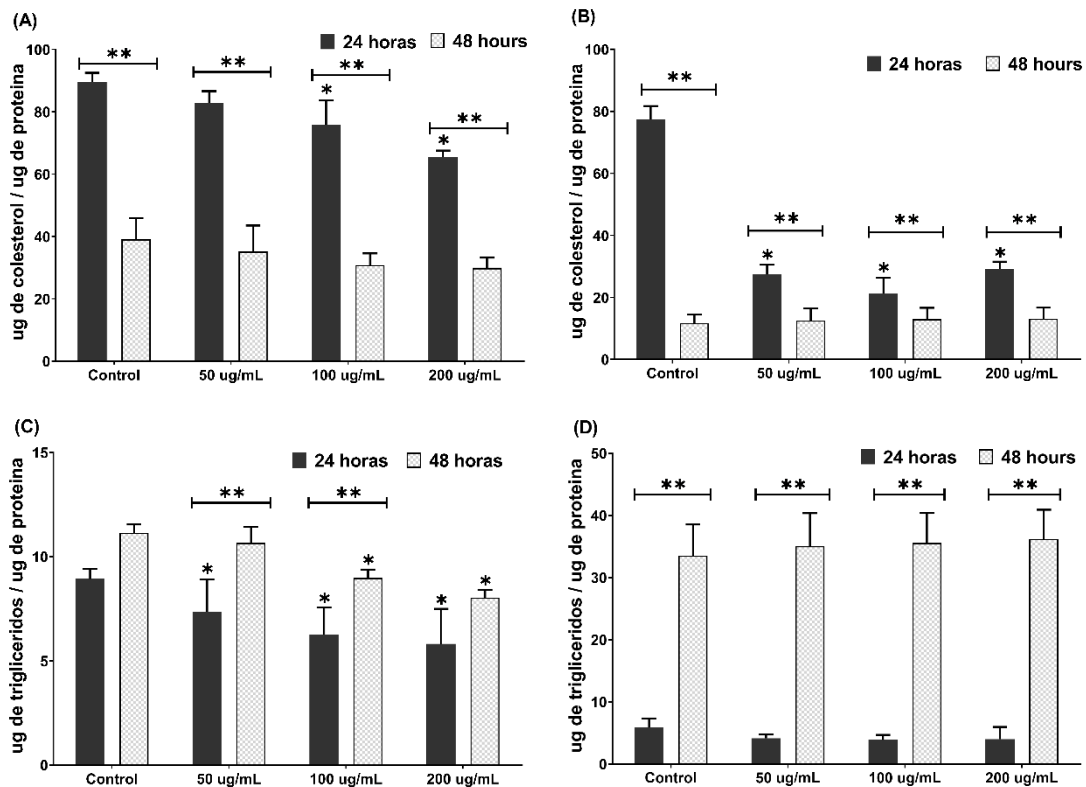 (A)
24 horas 48 hours
ug de colesterol / ug de proteina
100
80
60
40
20
0
** ** ** **
* *
Control 50 ug/mL 100 ug/mL 200 ug/mL
(B)
24 horas 48 hours
ug de colesterol / ug de proteina
100
80
60
40
20
0
** ** ** **
* * *
Control 50 ug/mL 100 ug/mL 200 ug/mL
(C)
24 horas 48 horas
ug de trigliceridos / ug de proteina
15
10
5
0
** **
* * * * *
Control 50 ug/mL 100 ug/mL 200 ug/mL
(D)
24 horas 48 hours
ug de trigliceridos / ug de proteina
50
40
30
20
10
0
** ** ** **
Control 50 ug/mL 100 ug/mL 200 ug/mL